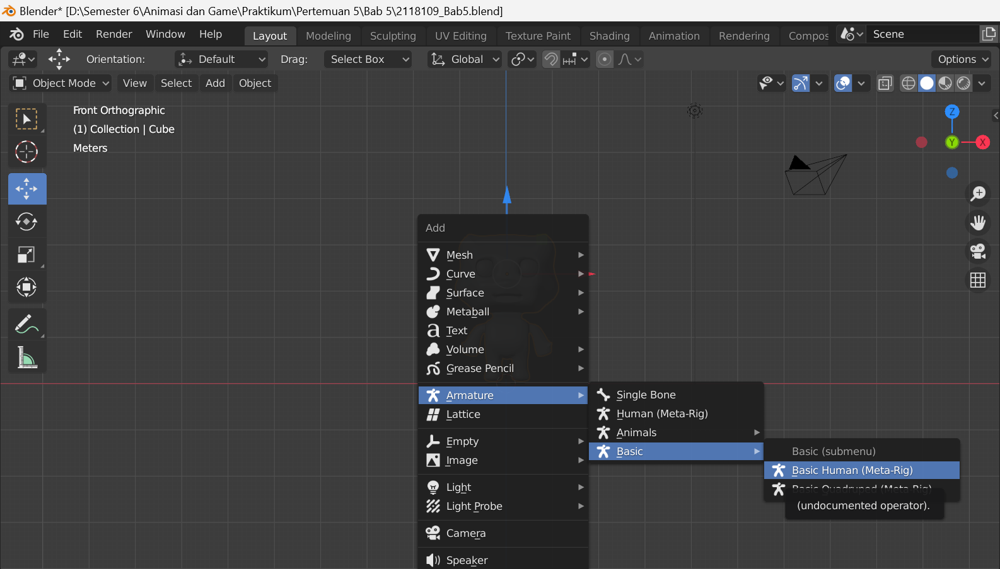 Blender* [D:\Semester 6\Animasi dan Game\Praktikum\Pertemuan 5\Bab 5\2118109_Bab5.blend]
File Edit Render Window Help Layout Modeling Sculpting UV Editing Texture Paint Shading Animation Rendering Compos Scene
Orientation: Default Drag: Select Box Global Options
Object Mode View Select Add Object
Front Orthographic
(1) Collection | Cube
Meters
Z
Y
X
Add
Mesh
Curve
Surface
Metaball
Text
Volume
Grease Pencil
Armature
Lattice
Empty
Image
Light
Light Probe
Camera
Speaker
Single Bone
Human (Meta-Rig)
Animals
Basic
Basic (submenu)
Basic Human (Meta-Rig)
Basic Quadruped (Meta-Rig)
(undocumented operator).